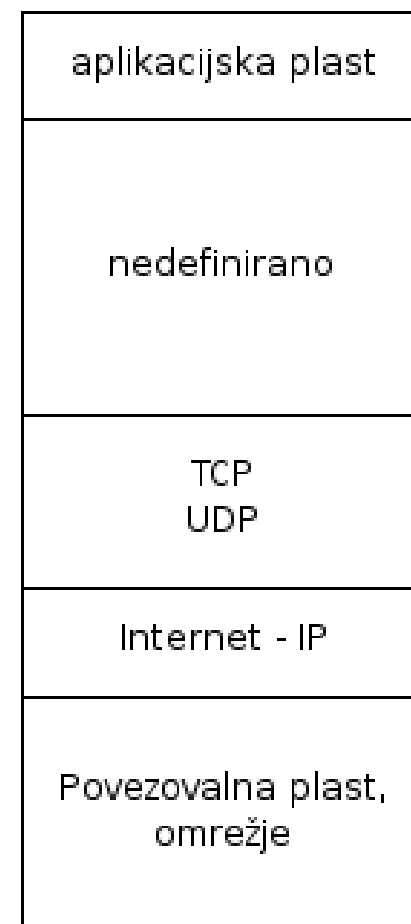 aplikacijska plast
nedefinirano
TCP
UDP
Internet - IP
Povezovalna plast,
omrežje